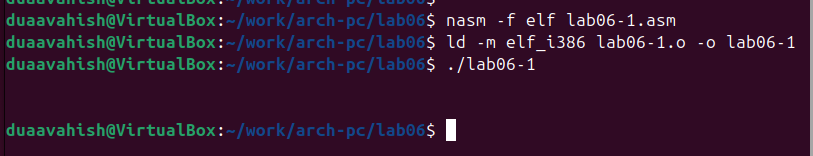 duaavahish@VirtualBox:~/work/arch-pc/lab06$ nasm -f elf lab06-1.asm
duaavahish@VirtualBox:~/work/arch-pc/lab06$ ld -m elf_i386 lab06-1.o -o lab06-1
duaavahish@VirtualBox:~/work/arch-pc/lab06$ ./lab06-1
duaavahish@VirtualBox:~/work/arch-pc/lab06$